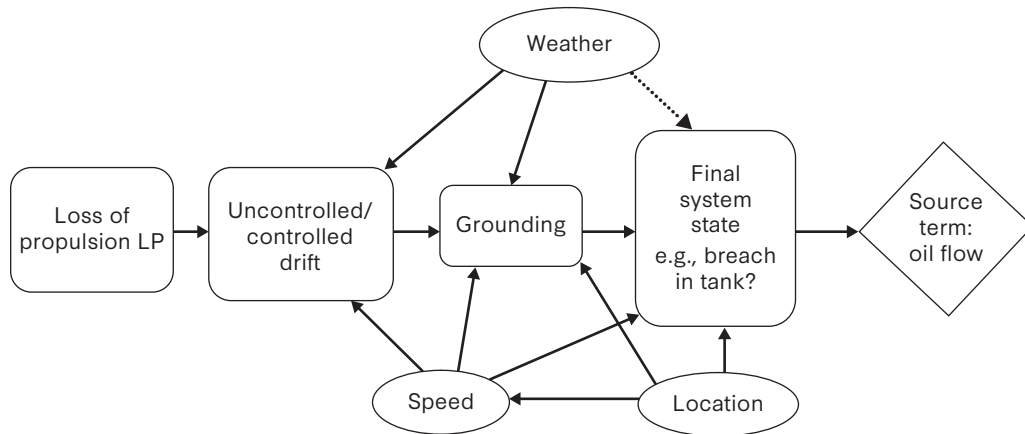 Weather
Loss of
propulsion LP
Uncontrolled/
controlled
drift
Grounding
Final
system
state
e.g., breach
in tank?
Source
term:
oil flow
Speed
Location